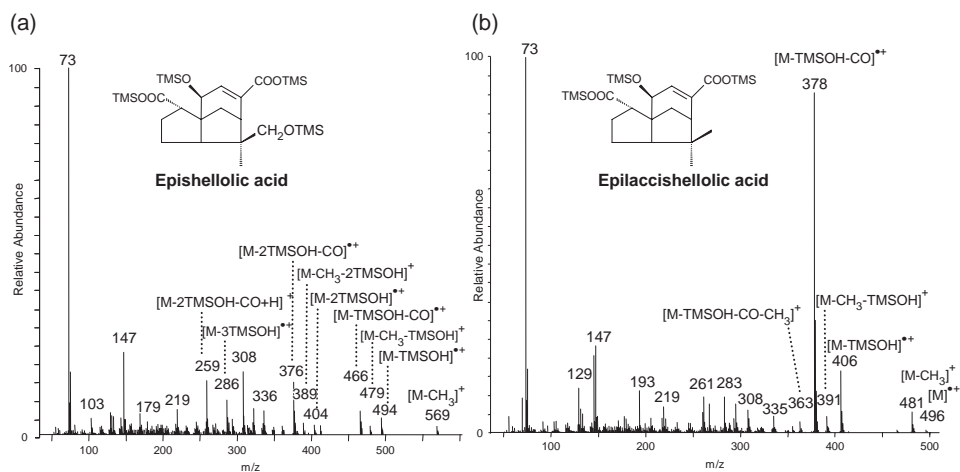 (a)
100
Relative Abundance
0
73
TMSO
COOTMS
TMSOOC
CH2OTMS
Epishellolic acid
[M-2TMSOH-CO]•+
[M-CH3-2TMSOH]+
[M-2TMSOH-CO+H]+
[M-2TMSOH]•+
[M-TMSOH-CO]•+
[M-3TMSOH]•+
[M-CH3-TMSOH]+
[M-TMSOH]•+
[M-CH3]+
103
147
179
219
259
286
308
336
376
389
404
466
479
494
569
100 200 300 400 500
m/z
(b)
100
Relative Abundance
0
73
TMSO
COOTMS
TMSOOC
Epilaccishellolic acid
[M-TMSOH-CO]•+
378
[M-CH3-TMSOH]+
[M-TMSOH-CO-CH3]+
[M-TMSOH]•+
406
[M-CH3]+
[M]•+
129
147
193
219
261
283
308
335
363
391
481
496
100 200 300 400 500
m/z